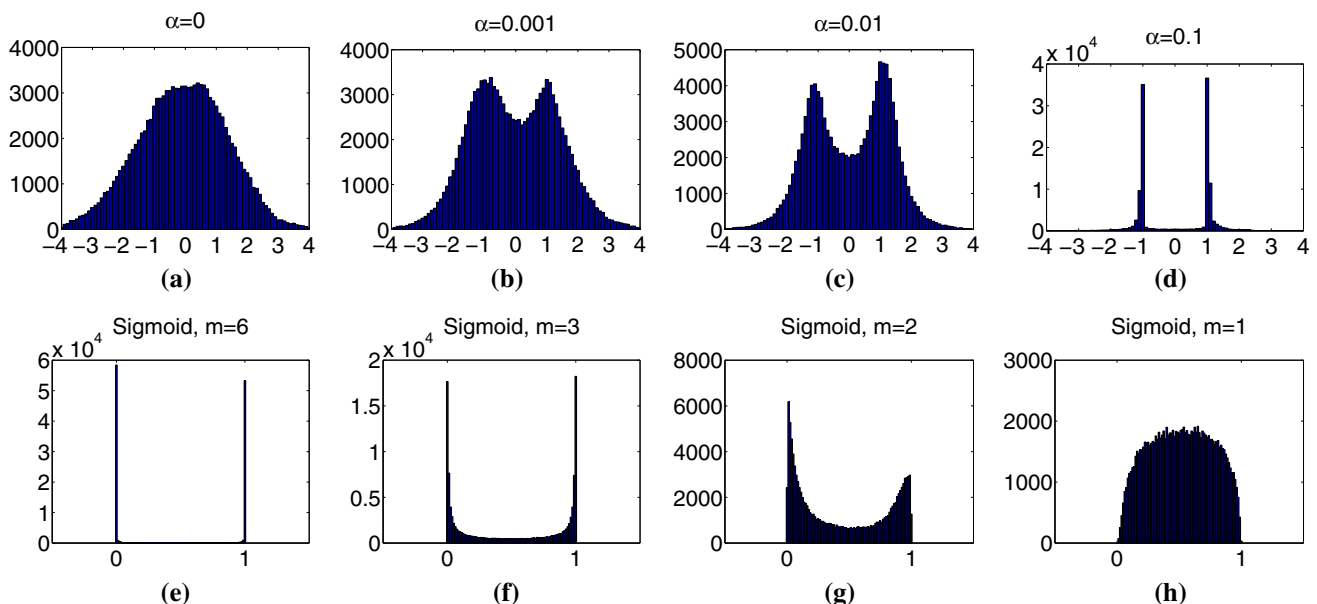 α=0
4000
3000
2000
1000
0
−4 −3 −2 −1 0 1 2 3 4
(a)
α=0.001
4000
3000
2000
1000
0
−4 −3 −2 −1 0 1 2 3 4
(b)
α=0.01
5000
4000
3000
2000
1000
0
−4 −3 −2 −1 0 1 2 3 4
(c)
α=0.1
x 10^4
4
3
2
1
0
−4 −3 −2 −1 0 1 2 3 4
(d)
Sigmoid, m=6
x 10^4
6
5
4
3
2
1
0
0 1
(e)
Sigmoid, m=3
x 10^4
2
1.5
1
0.5
0
0 1
(f)
Sigmoid, m=2
8000
6000
4000
2000
0
0 1
(g)
Sigmoid, m=1
3000
2000
1000
0
0 1
(h)